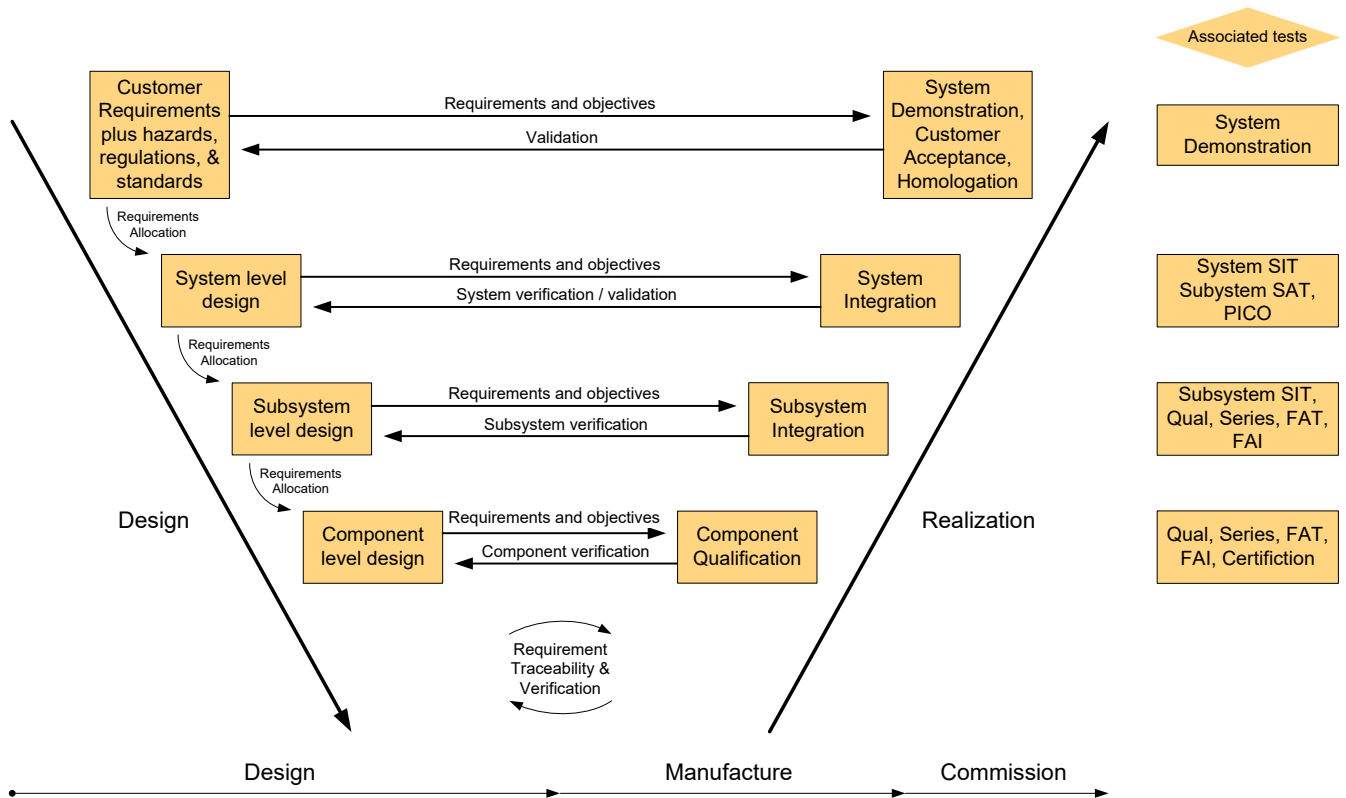 Associated tests
Customer
Requirements
plus hazards,
regulations, &
standards
Requirements and objectives
Validation
System
Demonstration,
Customer
Acceptance,
Homologation
System
Demonstration
Requirements
Allocation
System level
design
Requirements and objectives
System verification / validation
System
Integration
System SIT
Subystem SAT,
PICO
Requirements
Allocation
Subsystem
level design
Requirements and objectives
Subsystem verification
Subsystem
Integration
Subsystem SIT,
Qual, Series, FAT,
FAI
Requirements
Allocation
Design
Component
level design
Requirements and objectives
Component verification
Component
Qualification
Realization
Qual, Series, FAT,
FAI, Certifiction
Requirement
Traceability &
Verification
Design
Manufacture
Commission